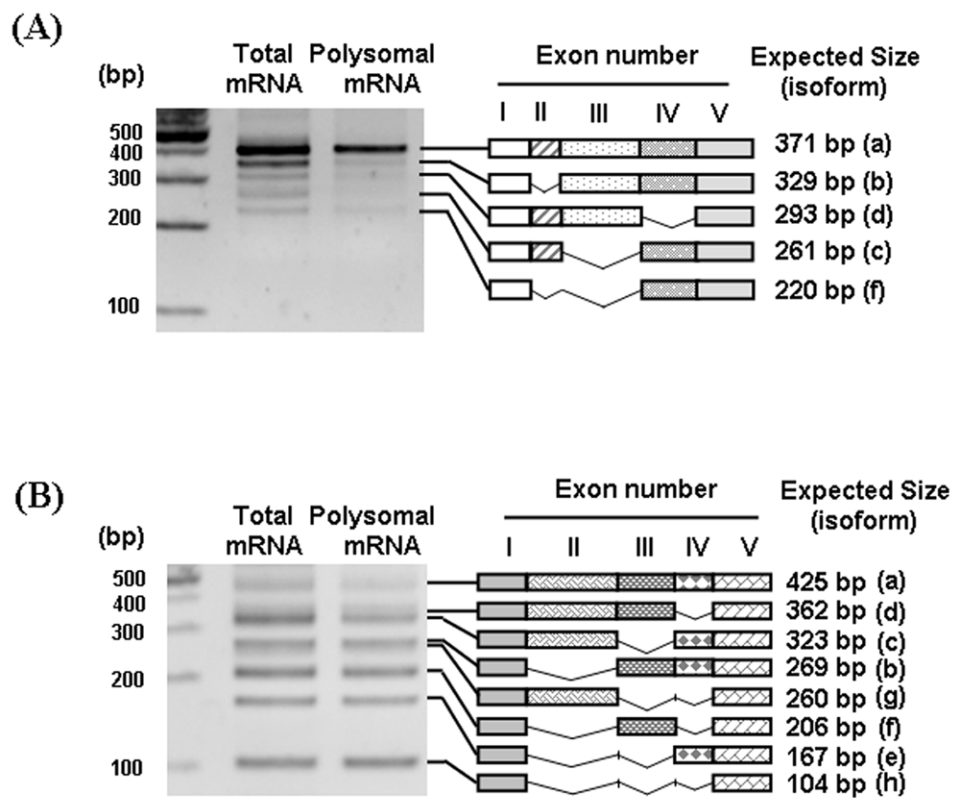 (A)
Total Polysomal Exon number Expected Size
(bp) mRNA mRNA (isoform)
I II III IV V
500
400
300
200
100
371 bp (a)
329 bp (b)
293 bp (d)
261 bp (c)
220 bp (f)
(B)
Total Polysomal Exon number Expected Size
(bp) mRNA mRNA (isoform)
I II III IV V
500
400
300
200
100
425 bp (a)
362 bp (d)
323 bp (c)
269 bp (b)
260 bp (g)
206 bp (f)
167 bp (e)
104 bp (h)